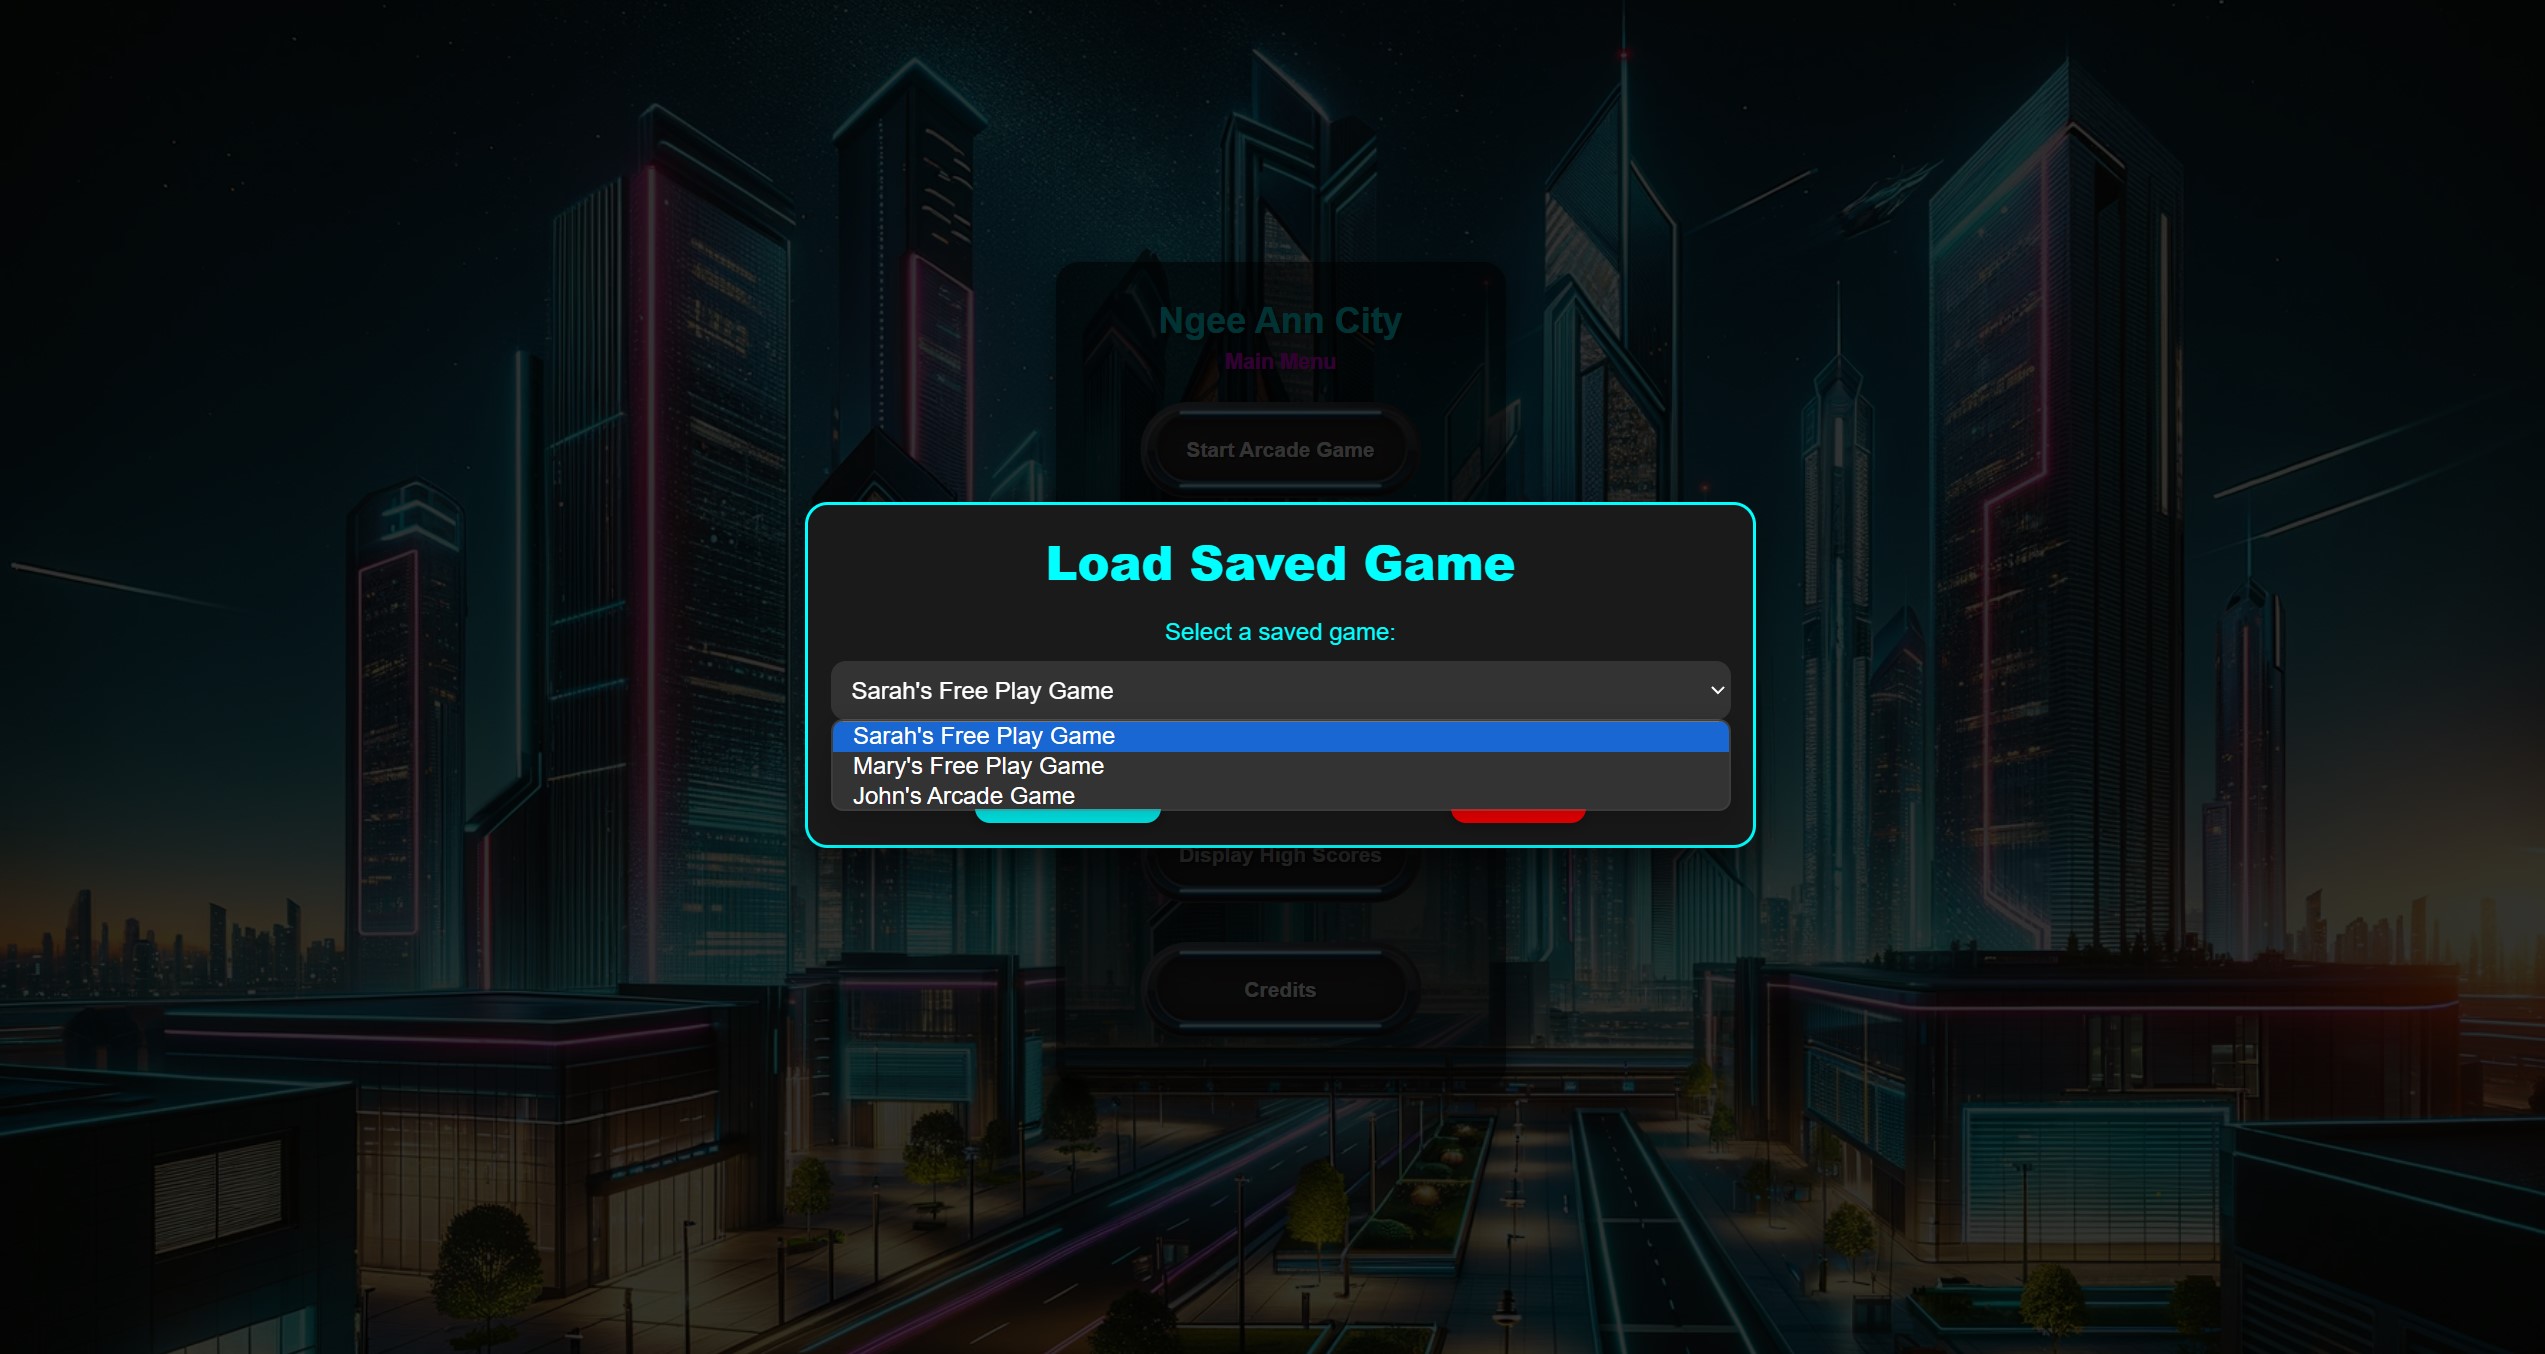 Ngee Ann City
Main Menu
Start Arcade Game
Load Saved Game
Select a saved game:
Sarah's Free Play Game
Sarah's Free Play Game
Mary's Free Play Game
John's Arcade Game
Display High Scores
Credits